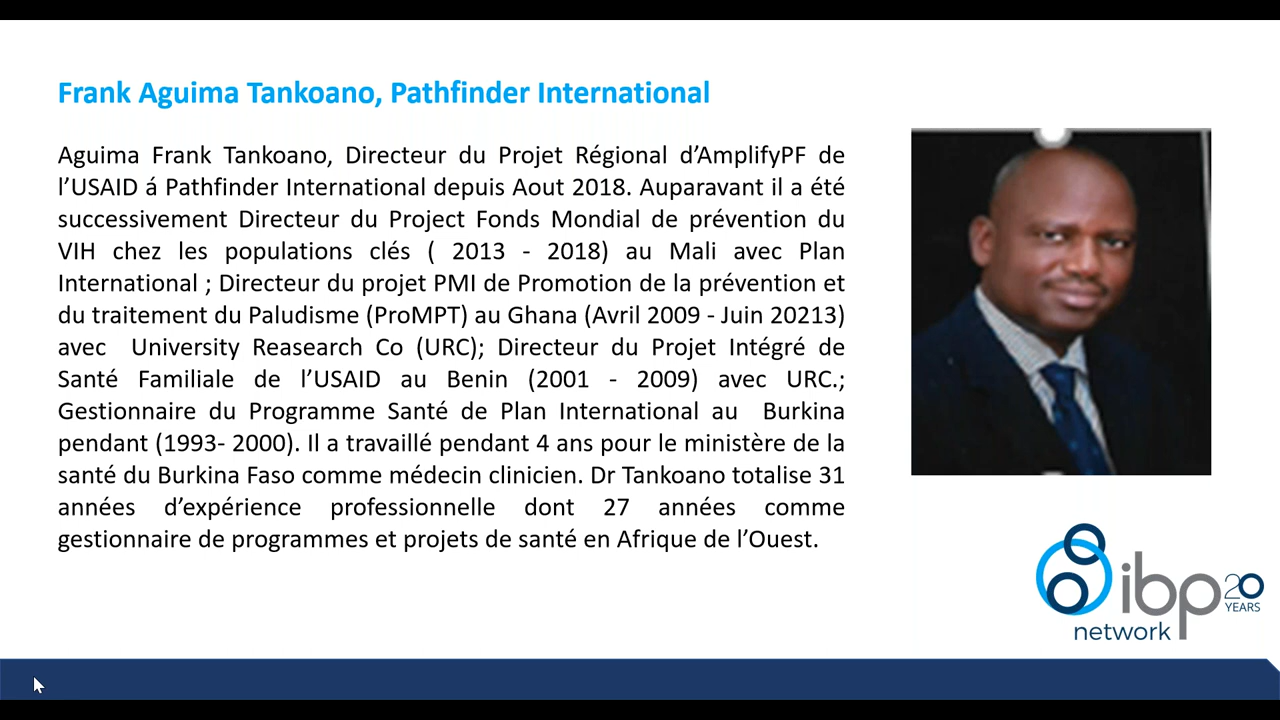 Frank Aguima Tankoano, Pathfinder International
Aguima Frank Tankoano, Directeur du Projet Régional d’AmplifyPF de
l’USAID á Pathfinder International depuis Aout 2018. Auparavant il a été
successivement Directeur du Project Fonds Mondial de prévention du
VIH chez les populations clés ( 2013 - 2018) au Mali avec Plan
International ; Directeur du projet PMI de Promotion de la prévention et
du traitement du Paludisme (ProMPT) au Ghana (Avril 2009 - Juin 20213)
avec University Reasearch Co (URC); Directeur du Projet Intégré de
Santé Familiale de l’USAID au Benin (2001 - 2009) avec URC.;
Gestionnaire du Programme Santé de Plan International au Burkina
pendant (1993- 2000). Il a travaillé pendant 4 ans pour le ministère de la
santé du Burkina Faso comme médecin clinicien. Dr Tankoano totalise 31
années d’expérience professionnelle dont 27 années comme
gestionnaire de programmes et projets de santé en Afrique de l’Ouest.
ibp 20
YEARS
network